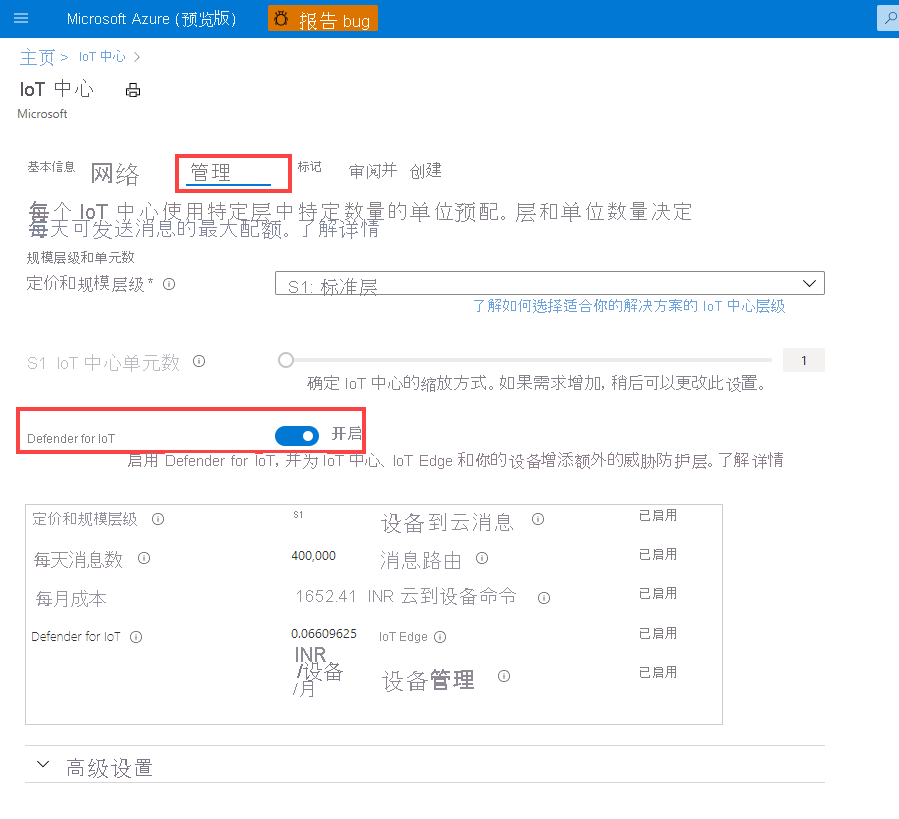 Microsoft Azure (预览版) 报告 bug
主页 > IoT 中心 >
IoT 中心
Microsoft
基本信息 网络 管理 标记 审阅并 创建
每个 IoT 中心使用特定层中特定数量的单位预配。层和单位数量决定
每天可发送消息的最大配额。了解详情
规模层级和单元数
定价和规模层级 *
S1: 标准层
了解如何选择适合你的解决方案的 IoT 中心层级
S1 IoT 中心单元数 1
确定 IoT 中心的缩放方式。如果需求增加, 稍后可以更改此设置。
Defender for IoT 开启
启用 Defender for IoT, 并为 IoT 中心、IoT Edge 和你的设备增添额外的威胁防护层。了解详情
定价和规模层级 S1 设备到云消息 已启用
每天消息数 400,000 消息路由 已启用
每月成本 1652.41 INR 云到设备命令 已启用
Defender for IoT 0.06609625 IoT Edge 已启用
INR
/设备
/月
设备管理 已启用
高级设置